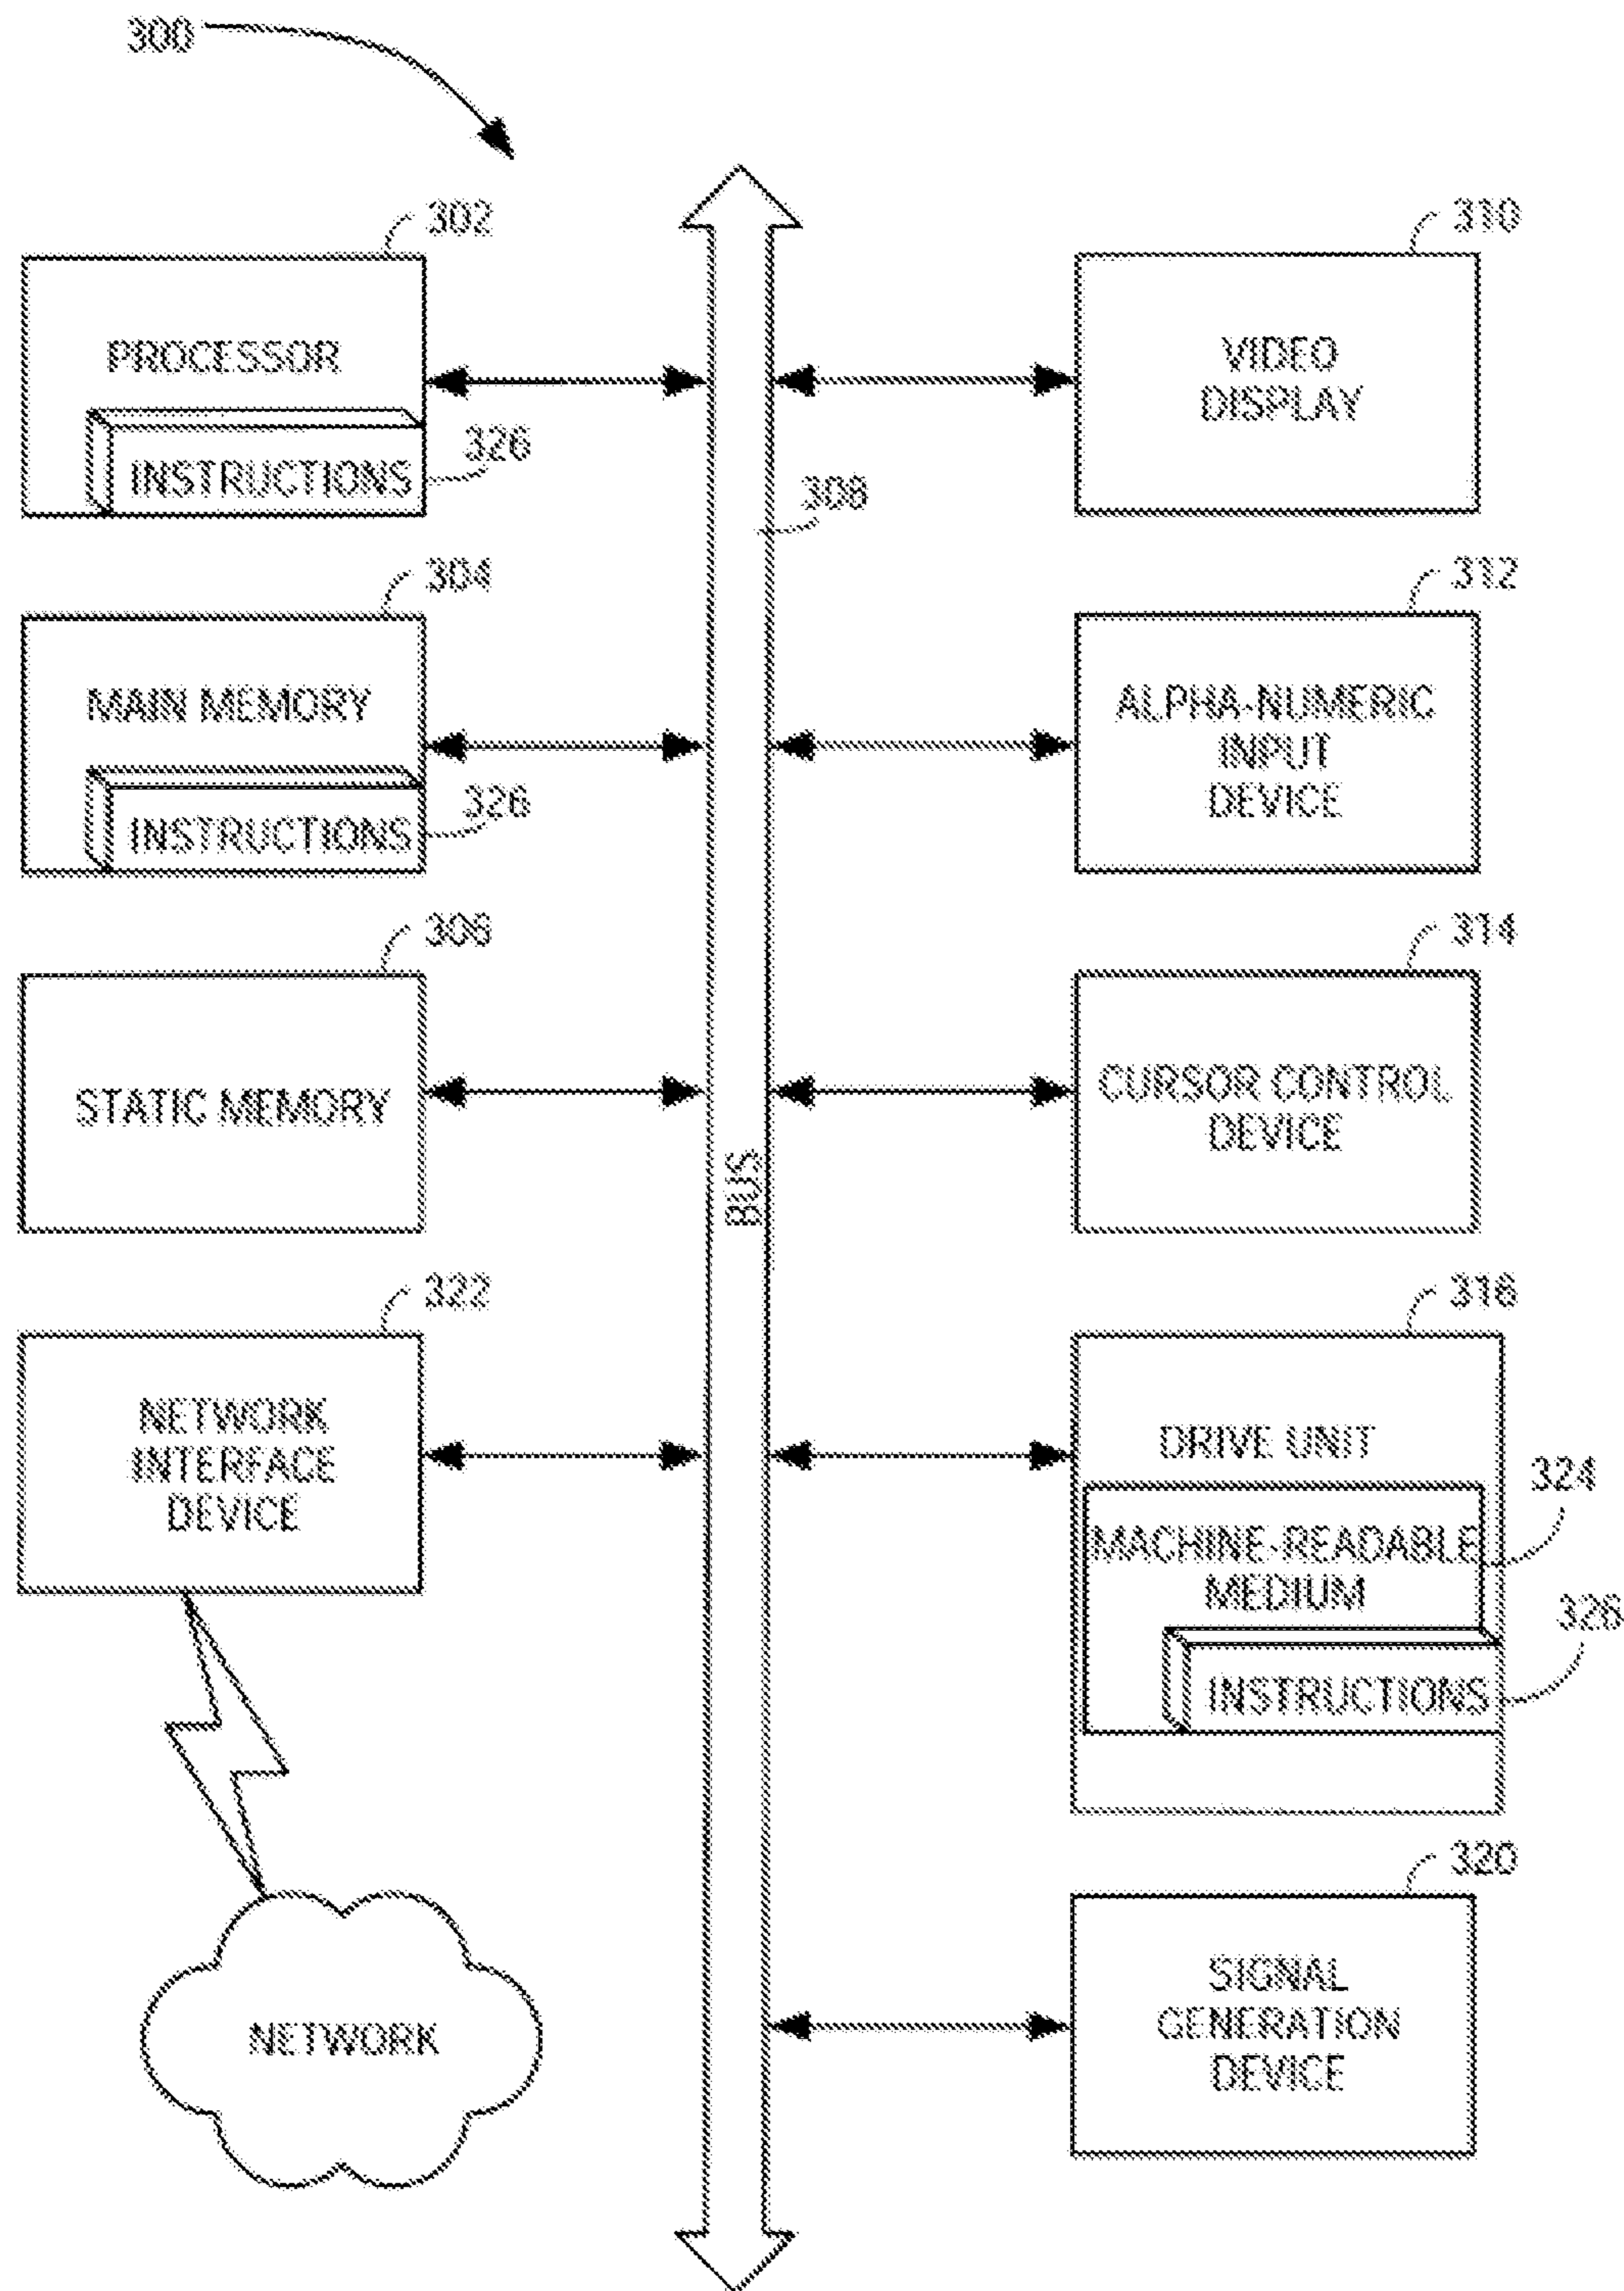 300
302
PROCESSOR
INSTRUCTIONS
326
304
MAIN MEMORY
INSTRUCTIONS
326
306
STATIC MEMORY
322
NETWORK
INTERFACE
DEVICE
NETWORK
308
BUS
310
VIDEO
DISPLAY
312
ALPHA-NUMERIC
INPUT
DEVICE
314
CURSOR CONTROL
DEVICE
316
DRIVE UNIT
324
MACHINE-READABLE
MEDIUM
326
INSTRUCTIONS
320
SIGNAL
GENERATION
DEVICE